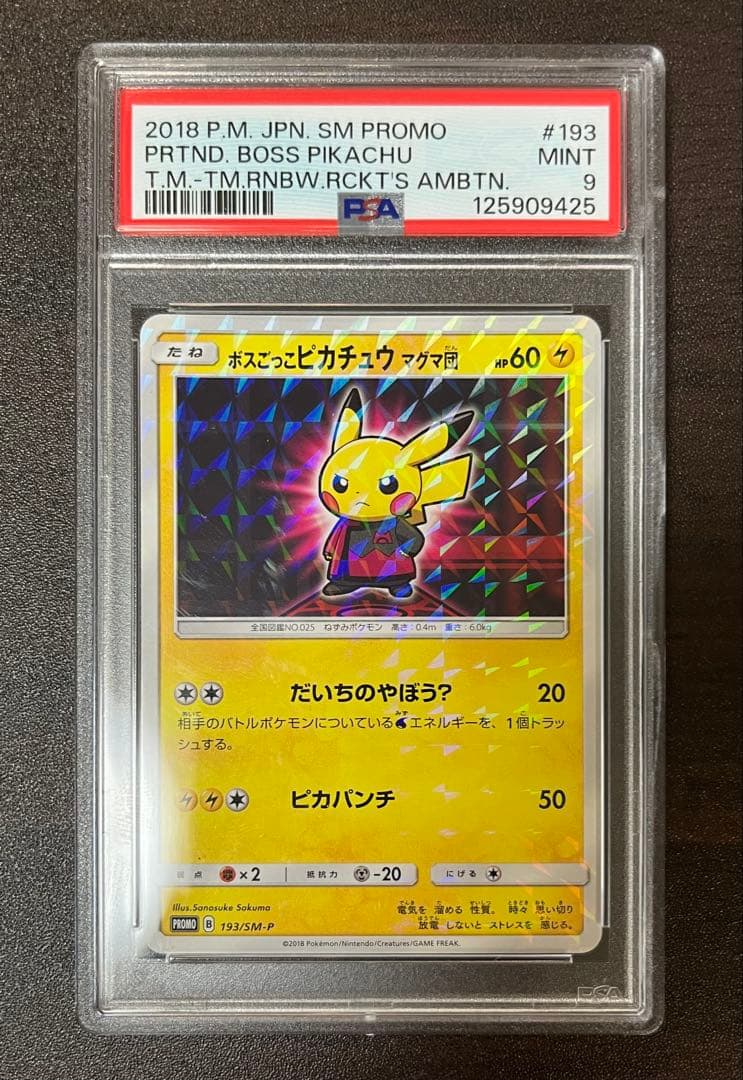 2018 P.M. JPN. SM PROMO #193
PRTND. BOSS PIKACHU MINT
T.M.-TM.RNBW.RCKT'S AMBTN. 9
PSA 125909425
たね ボスごっこピカチュウ マグマ団 HP60
全国図鑑NO.025 ねずみポケモン 高さ:0.4m 重さ:6.0kg
だいちのやぼう? 20
相手のバトルポケモンについているエネルギーを、1個トラッ
シュする。
ピカパンチ 50
弱点 ×2 抵抗力 -20 にげる
Illus.Sanosuke Sakuma
電気を 溜める 性質。 時々 思い切り
放電 しないと ストレスを 感じる。
PROMO B 193/SM-P
©2018 Pokémon/Nintendo/Creatures/GAME FREAK.
PSA